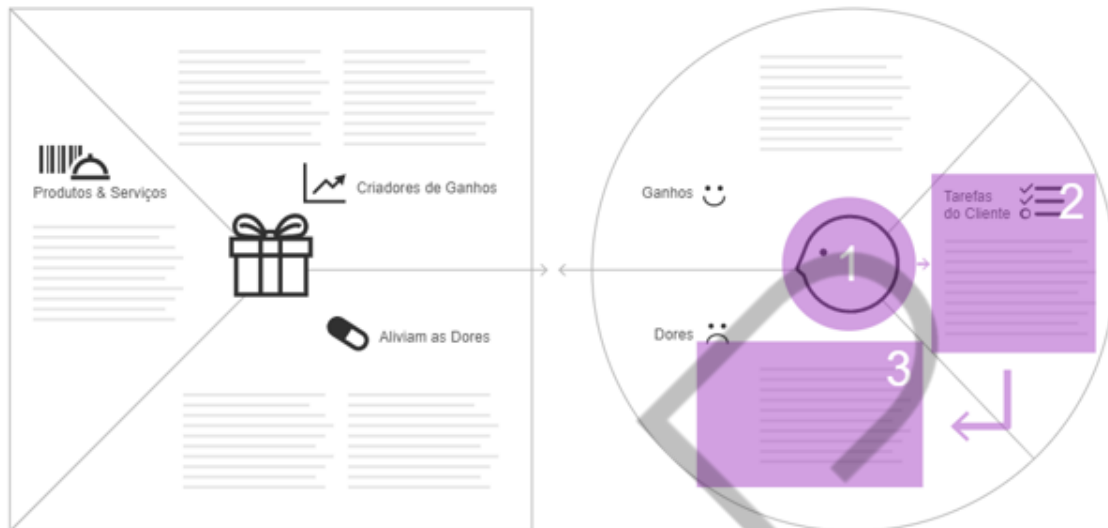 Produtos & Serviços
Criadores de Ganhos
Aliviam as Dores
Ganhos
Dores
1
Tarefas
do Cliente
2
3